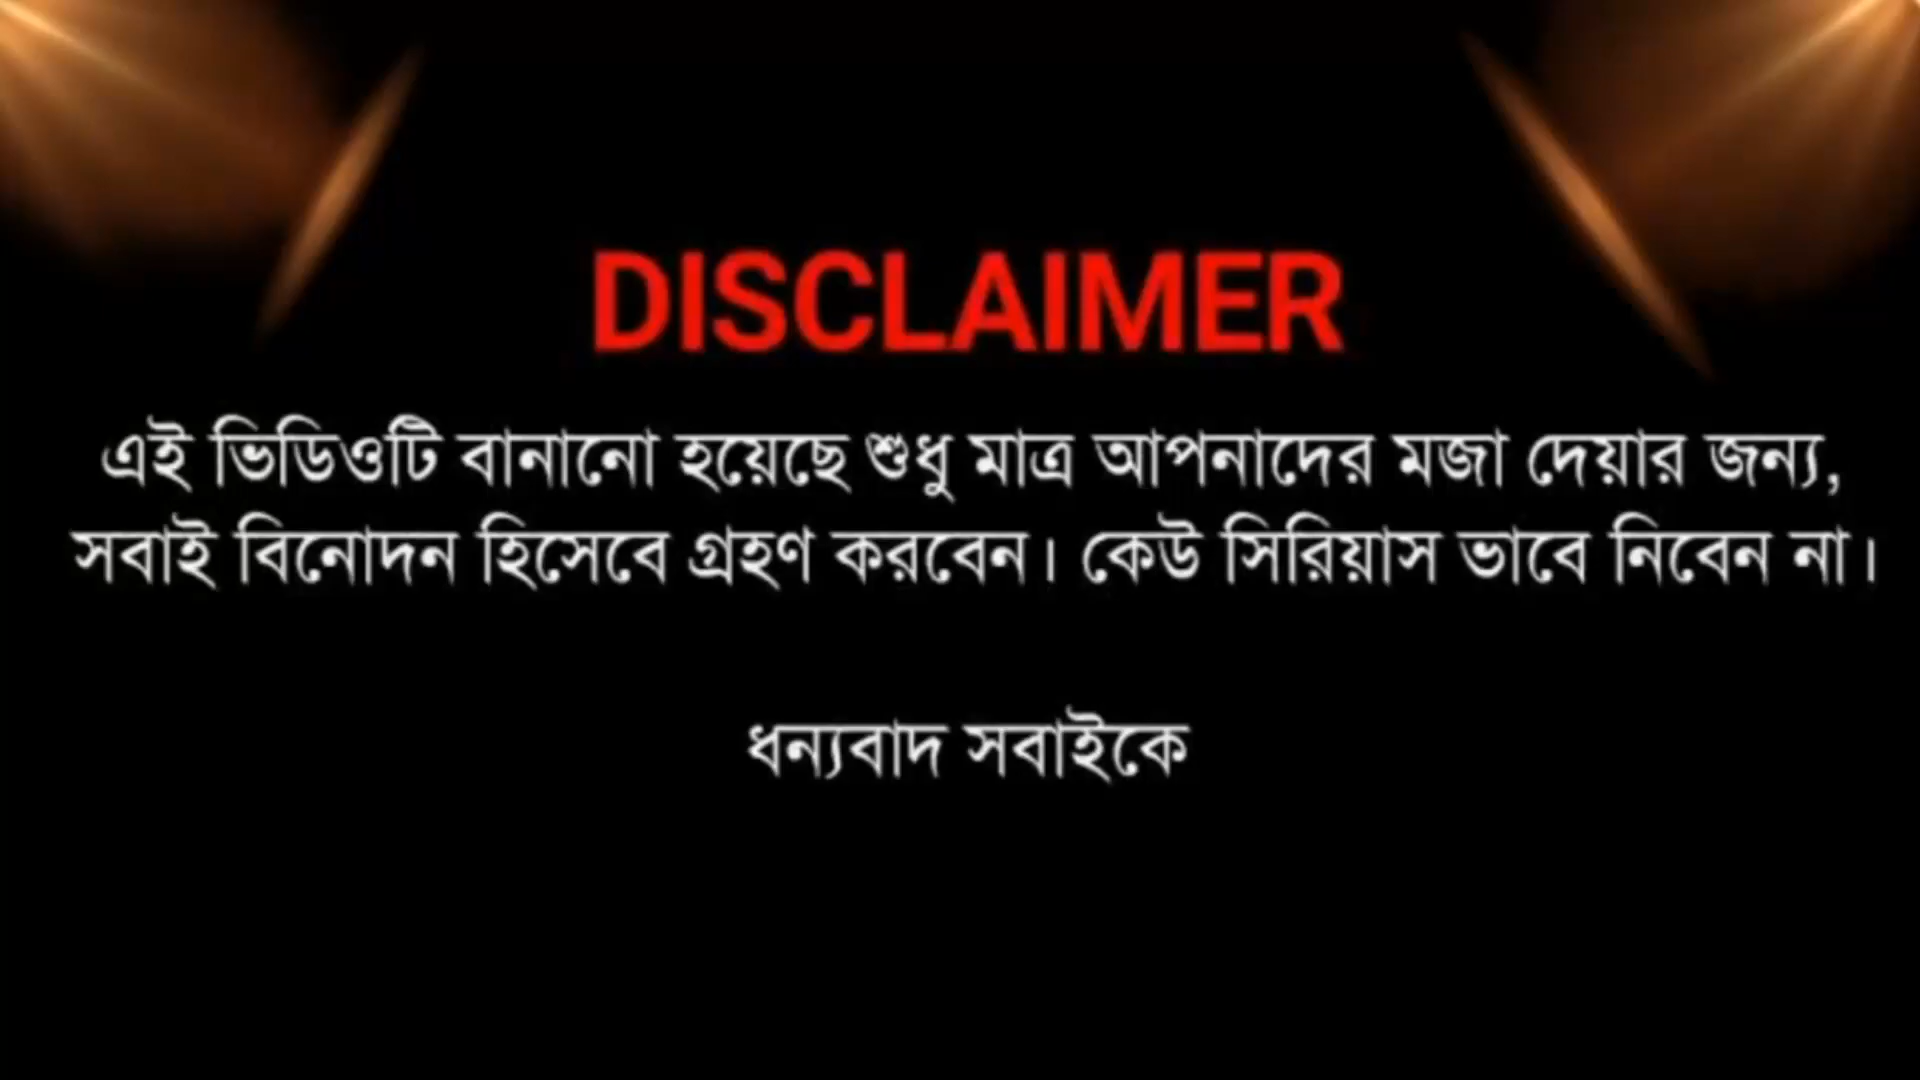 DISCLAIMER
এই ভিডিওটি বানানো হয়েছে শুধু মাত্র আপনাদের মজা দেয়ার জন্য,
সবাই বিনোদন হিসেবে গ্রহণ করবেন। কেউ সিরিয়াস ভাবে নিবেন না।
ধন্যবাদ সবাইকে